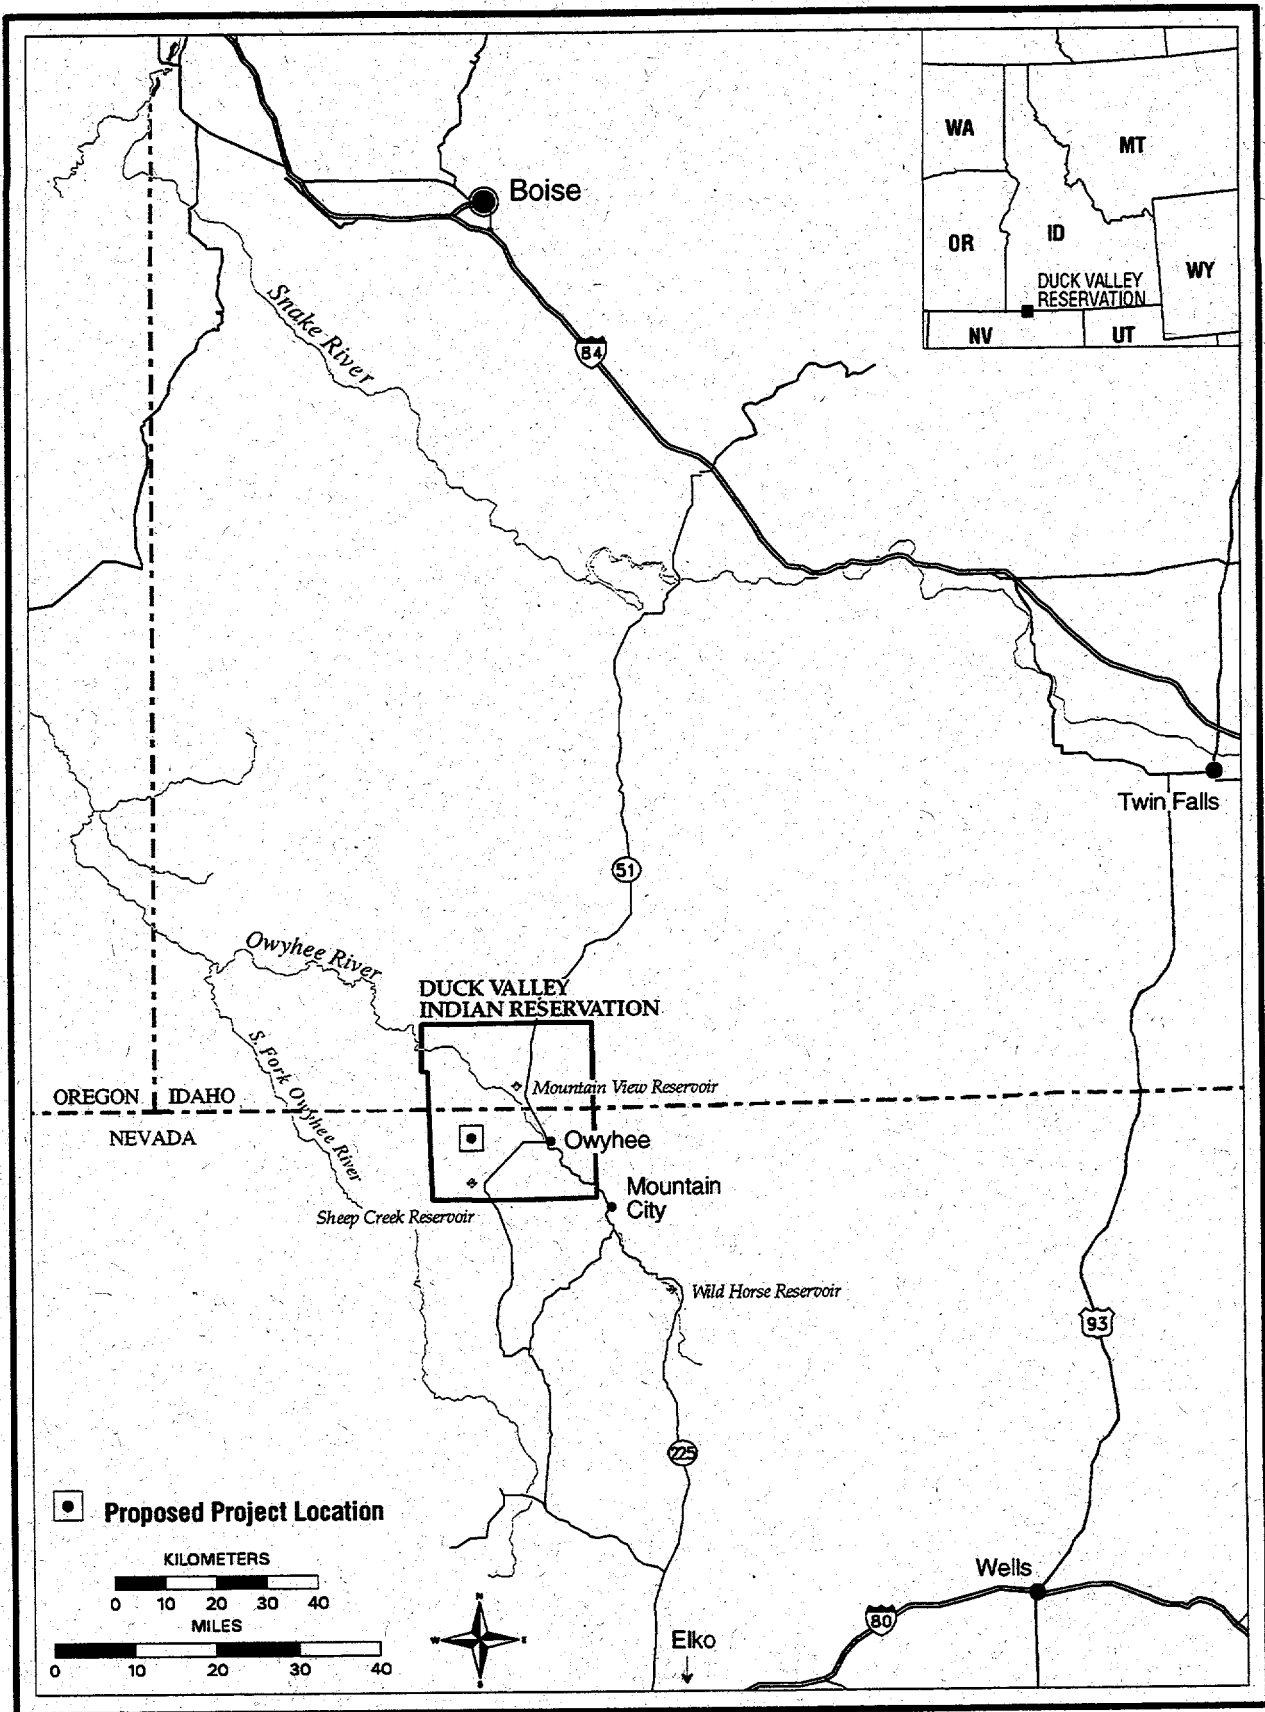 WA
MT
OR
ID
WY
DUCK VALLEY
RESERVATION
NV
UT
Boise
Snake River
84
Twin Falls
51
Owyhee River
DUCK VALLEY
INDIAN RESERVATION
S. Fork Owyhee River
Mountain View Reservoir
OREGON
IDAHO
NEVADA
Owyhee
Mountain
City
Sheep Creek Reservoir
Wild Horse Reservoir
93
225
Proposed Project Location
KILOMETERS
0 10 20 30 40
MILES
0 10 20 30 40
N
W
E
S
Wells
80
Elko